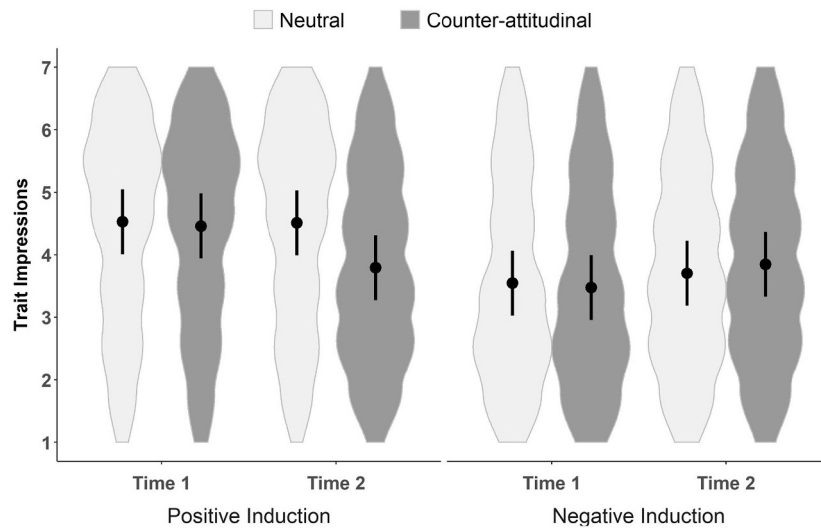 Neutral Counter-attitudinal
Trait Impressions
7
6
5
4
3
2
1
Time 1 Time 2 Time 1 Time 2
Positive Induction Negative Induction